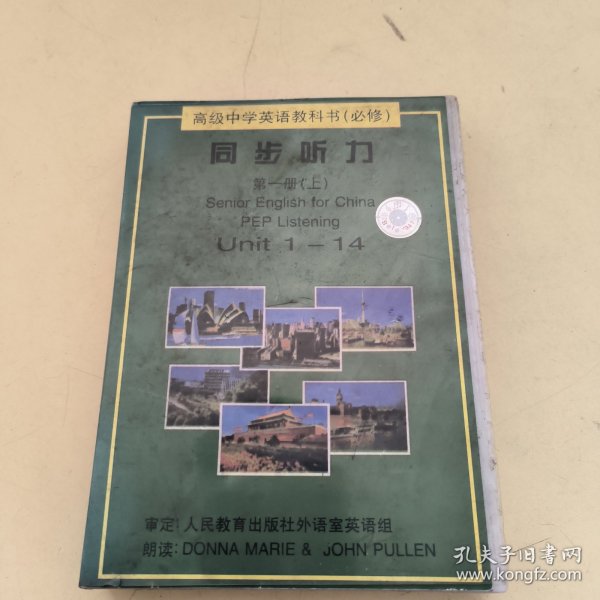 高级中学英语教科书(必修)
同步听力
第一册(上)
Senior English for China
PEP Listening
Unit 1 - 14
审定:人民教育出版社外语室英语组
朗读:DONNA MARIE & JOHN PULLEN
孔夫子旧书网
www.kongfz.com